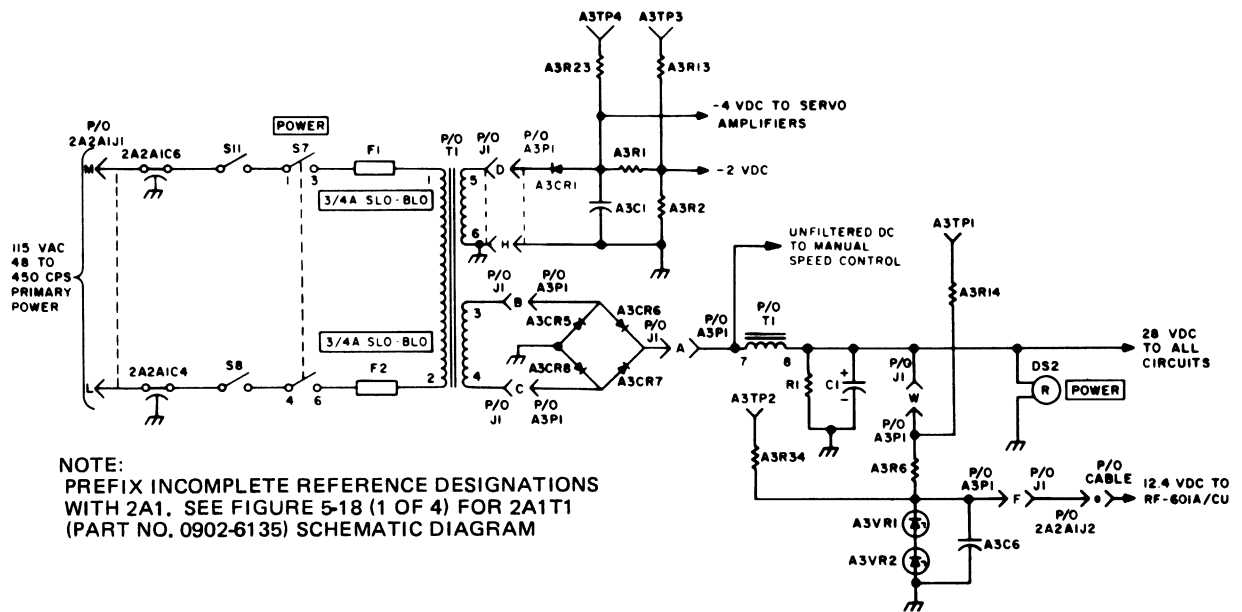 A3TP4
A3TP3
A3R23
A3R13
-4 VDC TO SERVO
AMPLIFIERS
P/O
2A2A1J1
POWER
P/O
T1
P/O
J1
P/O
A3P1
M
2A2A1C6
S11
S7
F1
1
3
1
5
D
A3CR1
A3R1
-2 VDC
3/4A SLO-BLO
A3C1
A3R2
6
H
115 VAC
48 TO
450 CPS
PRIMARY
POWER
UNFILTERED DC
TO MANUAL
SPEED CONTROL
A3TP1
P/O
J1
P/O
A3P1
B
3
A3CR5
A3CR6
P/O
J1
A
P/O
A3P1
P/O
T1
A3R14
7
8
28 VDC
TO ALL
CIRCUITS
3/4A SLO-BLO
A3CR8
A3CR7
L
2A2A1C4
S8
4
6
F2
2
4
C
P/O
J1
P/O
A3P1
R1
C1
+
-
P/O
J1
W
P/O
A3P1
DS2
R
POWER
A3TP2
A3R34
A3R6
P/O
A3P1
F
P/O
J1
P/O
2A2A1J2
P/O
CABLE
e
12.4 VDC TO
RF-601A/CU
A3VR1
A3VR2
A3C6
NOTE:
PREFIX INCOMPLETE REFERENCE DESIGNATIONS
WITH 2A1. SEE FIGURE 5-18 (1 OF 4) FOR 2A1T1
(PART NO. 0902-6135) SCHEMATIC DIAGRAM